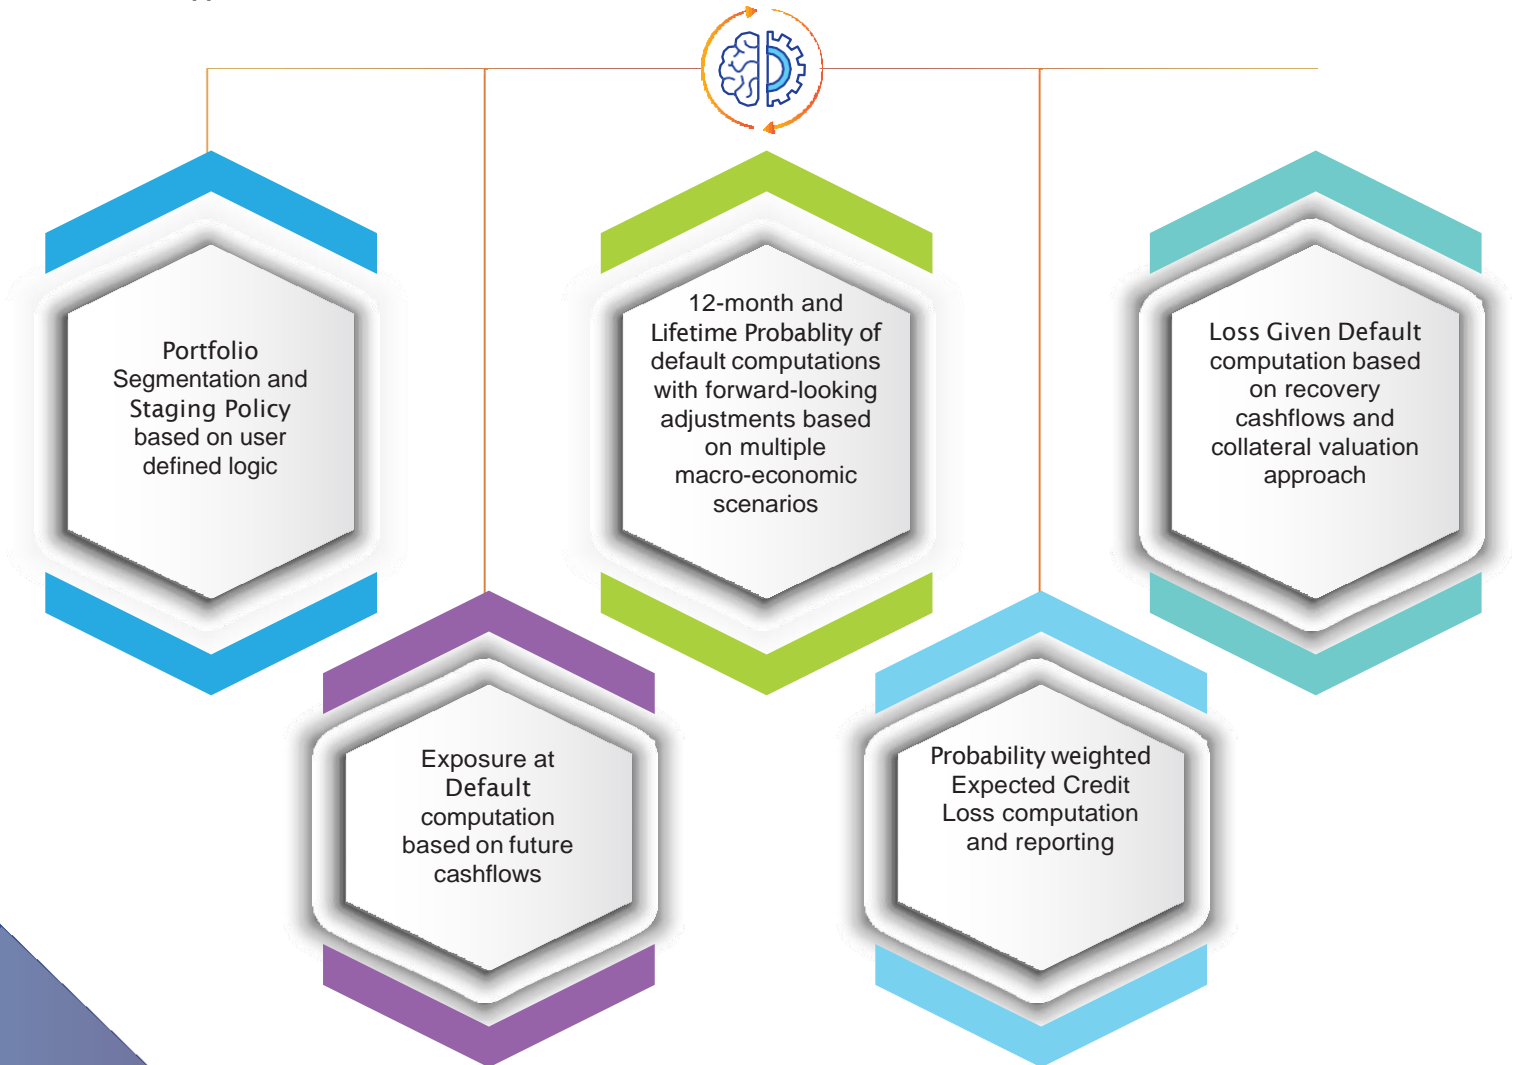 Portfolio
Segmentation and
Staging Policy
based on user
defined logic
12-month and
Lifetime Probablity of
default computations
with forward-looking
adjustments based
on multiple
macro-economic
scenarios
Loss Given Default
computation based
on recovery
cashflows and
collateral valuation
approach
Exposure at
Default
computation
based on future
cashflows
Probability weighted
Expected Credit
Loss computation
and reporting